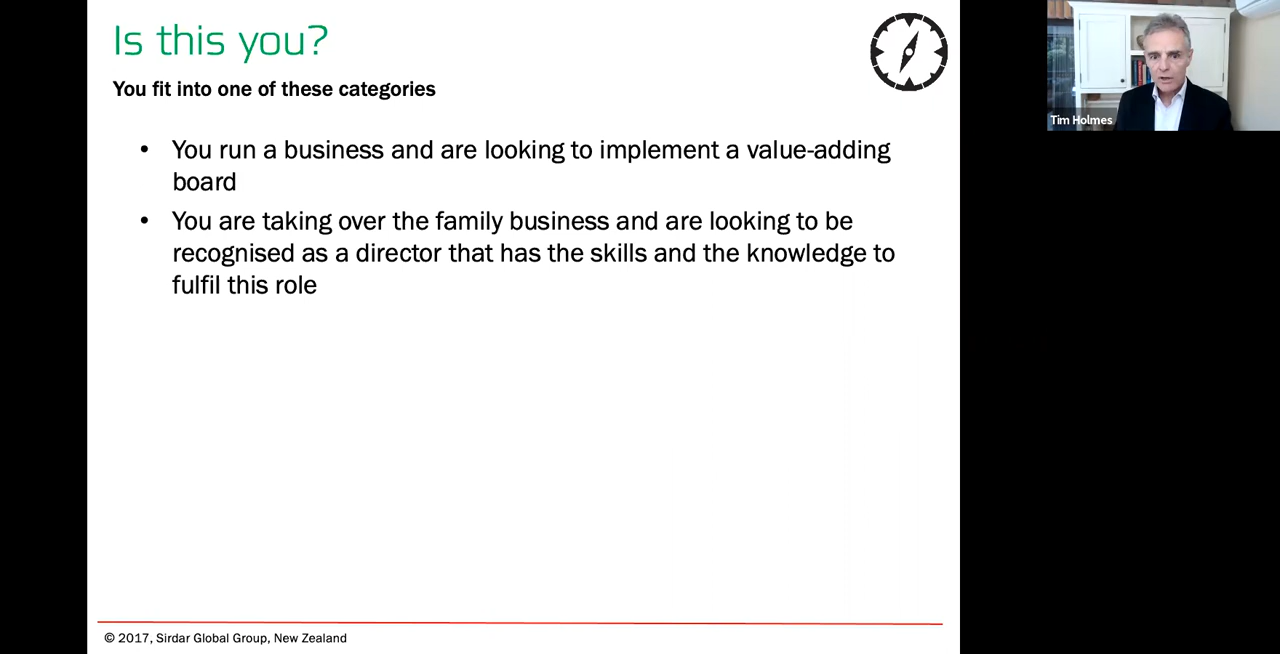 Is this you?
You fit into one of these categories
• You run a business and are looking to implement a value-adding
board
• You are taking over the family business and are looking to be
recognised as a director that has the skills and the knowledge to
fulfil this role
© 2017, Sirdar Global Group, New Zealand
Tim Holmes